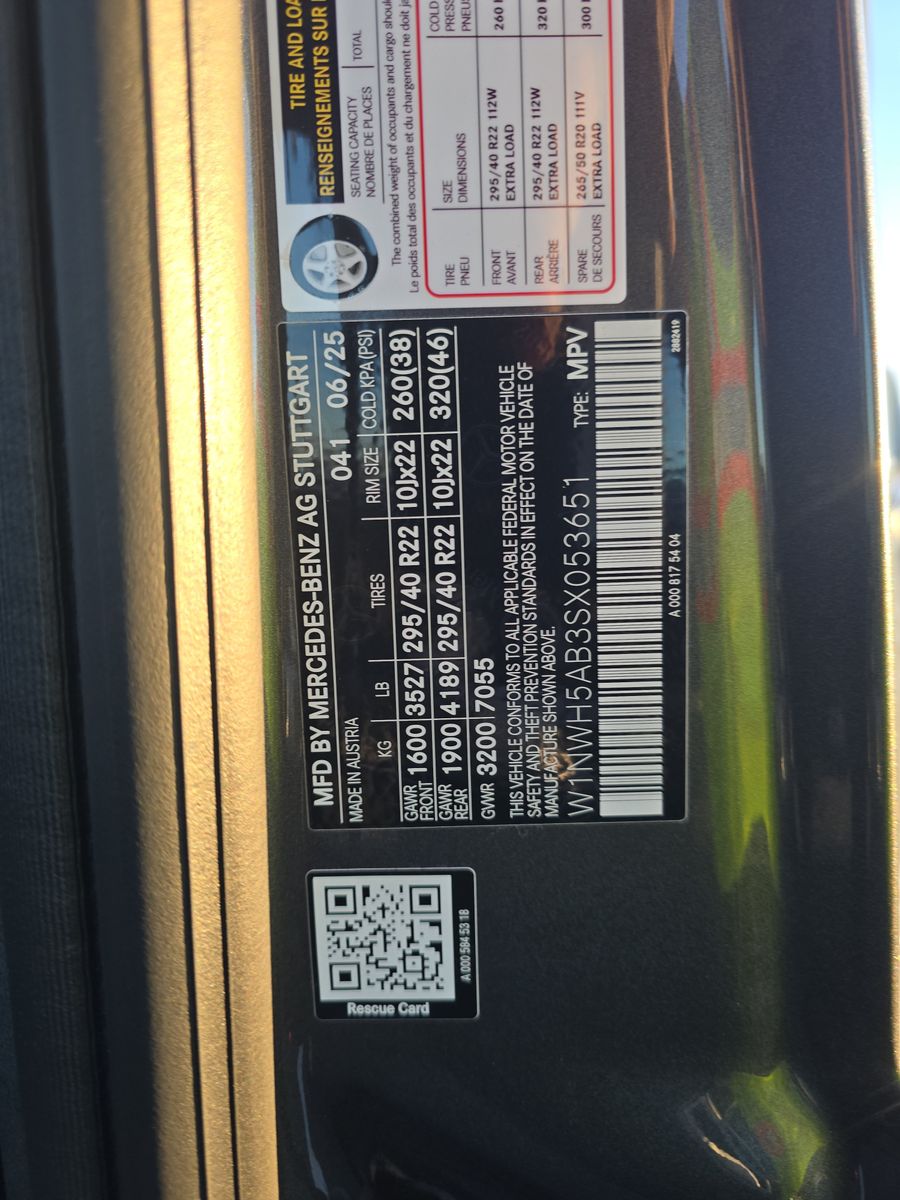 TIRE AND LOA
RENSEIGNEMENTS SUR
SEATING CAPACITY
NOMBRE DE PLACES
TOTAL
The combined weight of occupants and cargo shoul
Le poids total des occupants et du chargement ne doit je
TIRE
PNEU
SIZE
DIMENSIONS
COLD
PRESS
PNEUS
FRONT
AVANT
295/40 R22 112W
EXTRA LOAD
260
REAR
ARRIÈRE
295/40 R22 112W
EXTRA LOAD
320
SPARE
DE SECOURS
265/50 R20 111V
EXTRA LOAD
300
MFD BY MERCEDES-BENZ AG STUTTGART
MADE IN AUSTRIA 041 06/25
KG LB TIRES RIM SIZE COLD KPA(PSI)
GAWR FRONT 1600 3527 295/40 R22 10Jx22 260(38)
GAWR REAR 1900 4189 295/40 R22 10Jx22 320(46)
GVWR 3200 7055
THIS VEHICLE CONFORMS TO ALL APPLICABLE FEDERAL MOTOR VEHICLE
SAFETY AND THEFT PREVENTION STANDARDS IN EFFECT ON THE DATE OF
MANUFACTURE SHOWN ABOVE.
W1NWH5AB3SX053651 TYPE: MPV
A 000 817 54 04 2882419
Rescue Card
A 000 584 53 18